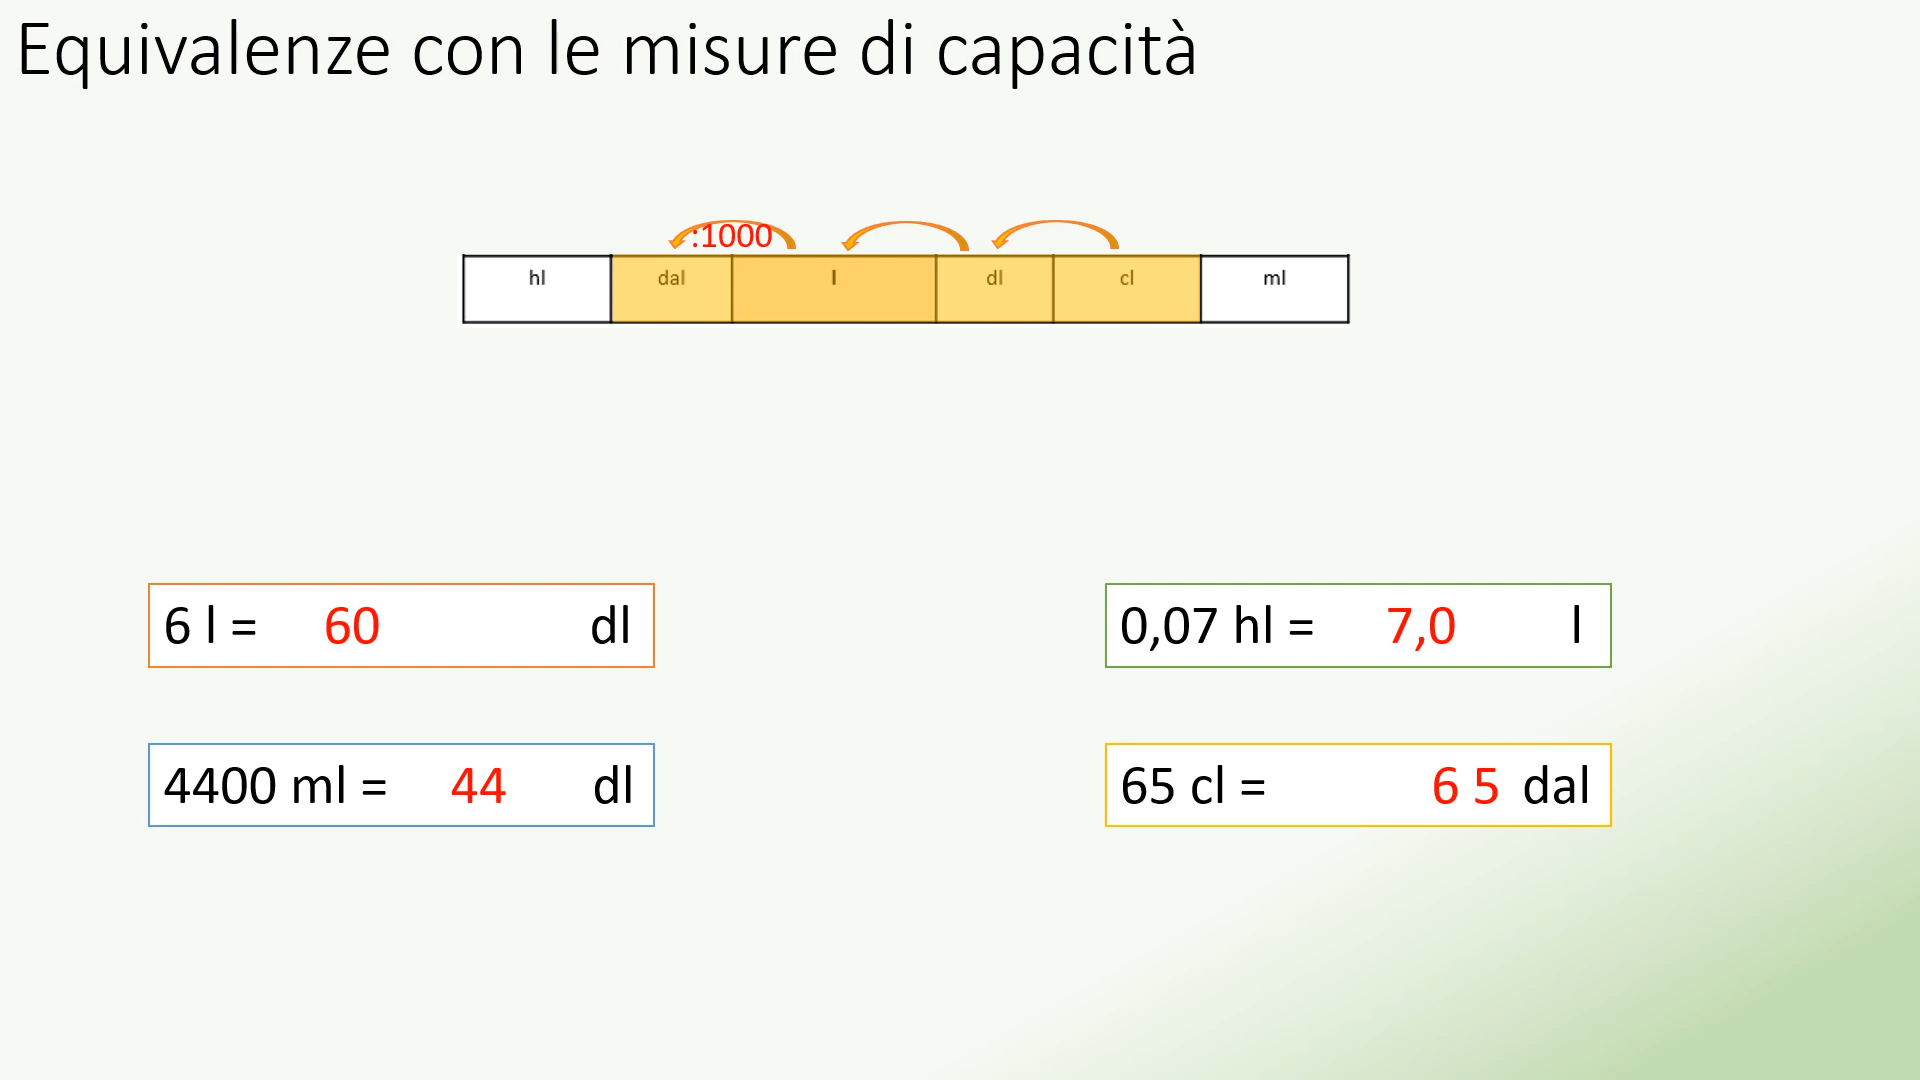 Equivalenze con le misure di capacità
:1000
hl dal l dl cl ml
6 l = 60 dl
0,07 hl = 7,0 l
4400 ml = 44 dl
65 cl = 6 5 dal